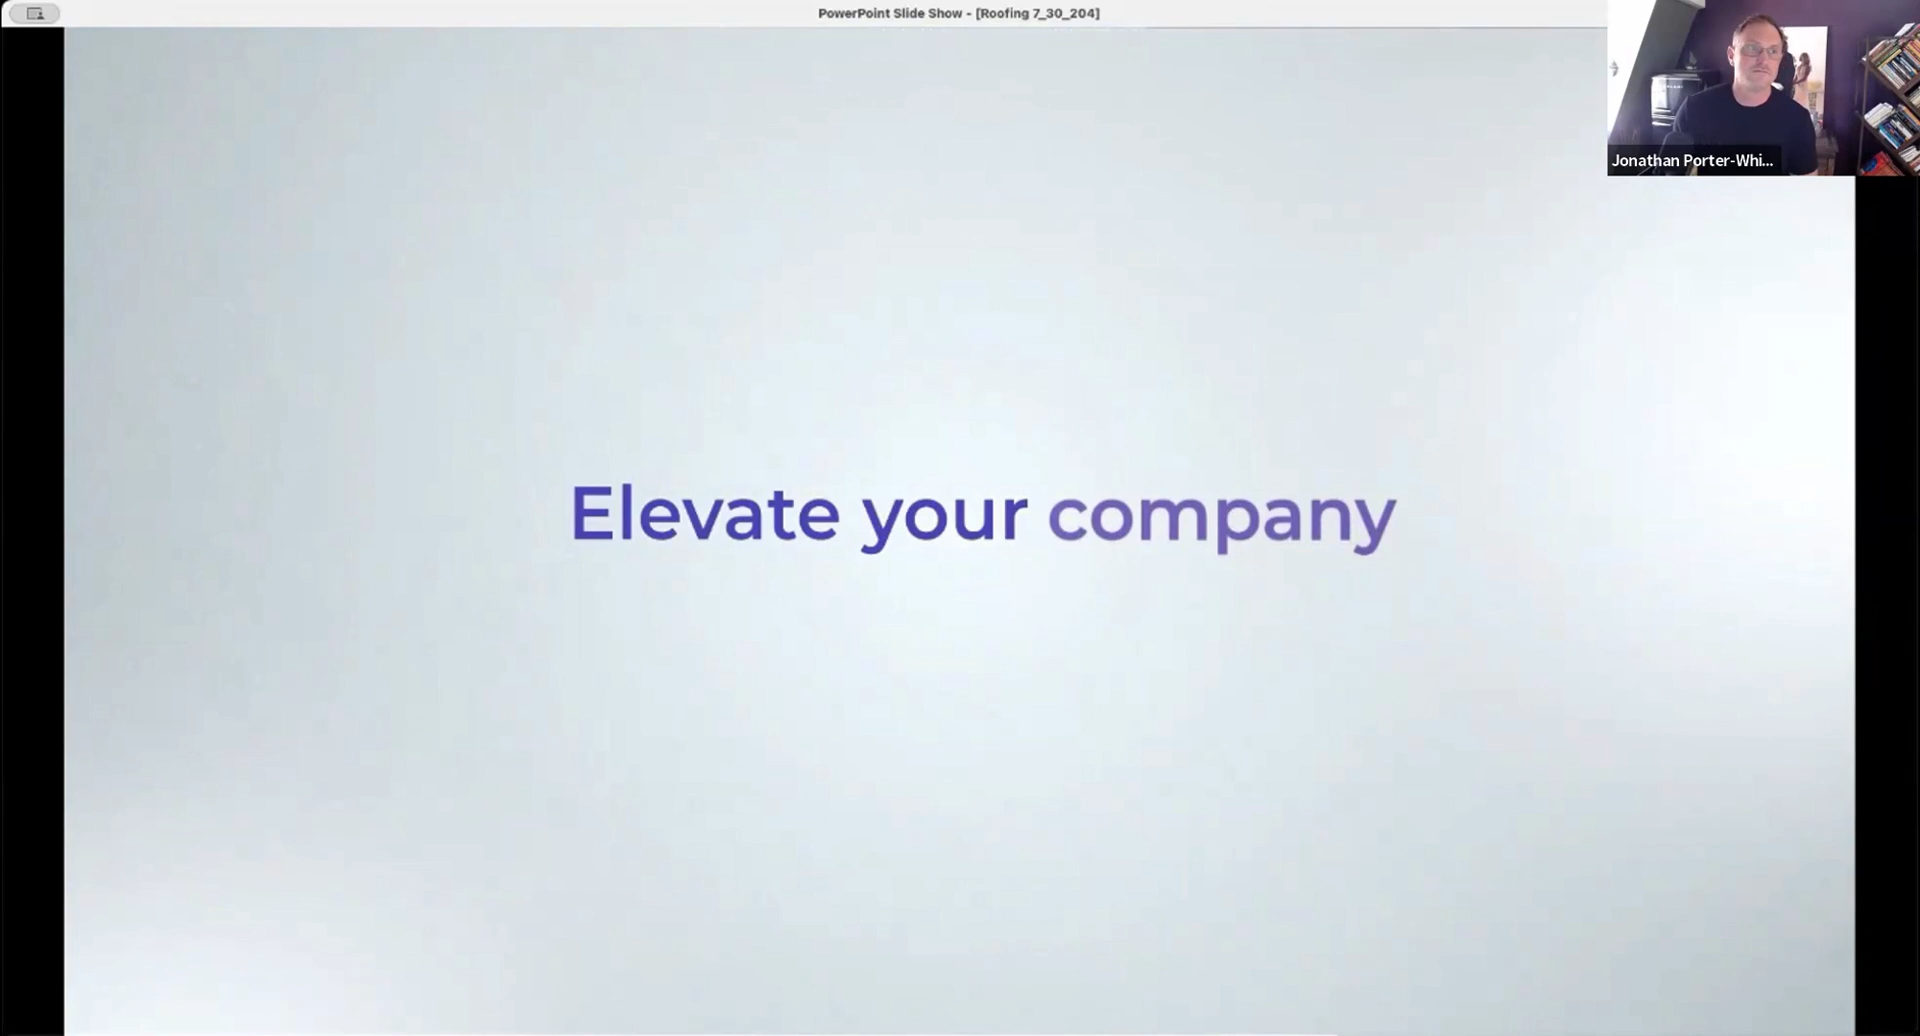 PowerPoint Slide Show - [Roofing 7_30_204]
Jonathan Porter-Whi...
Elevate your company